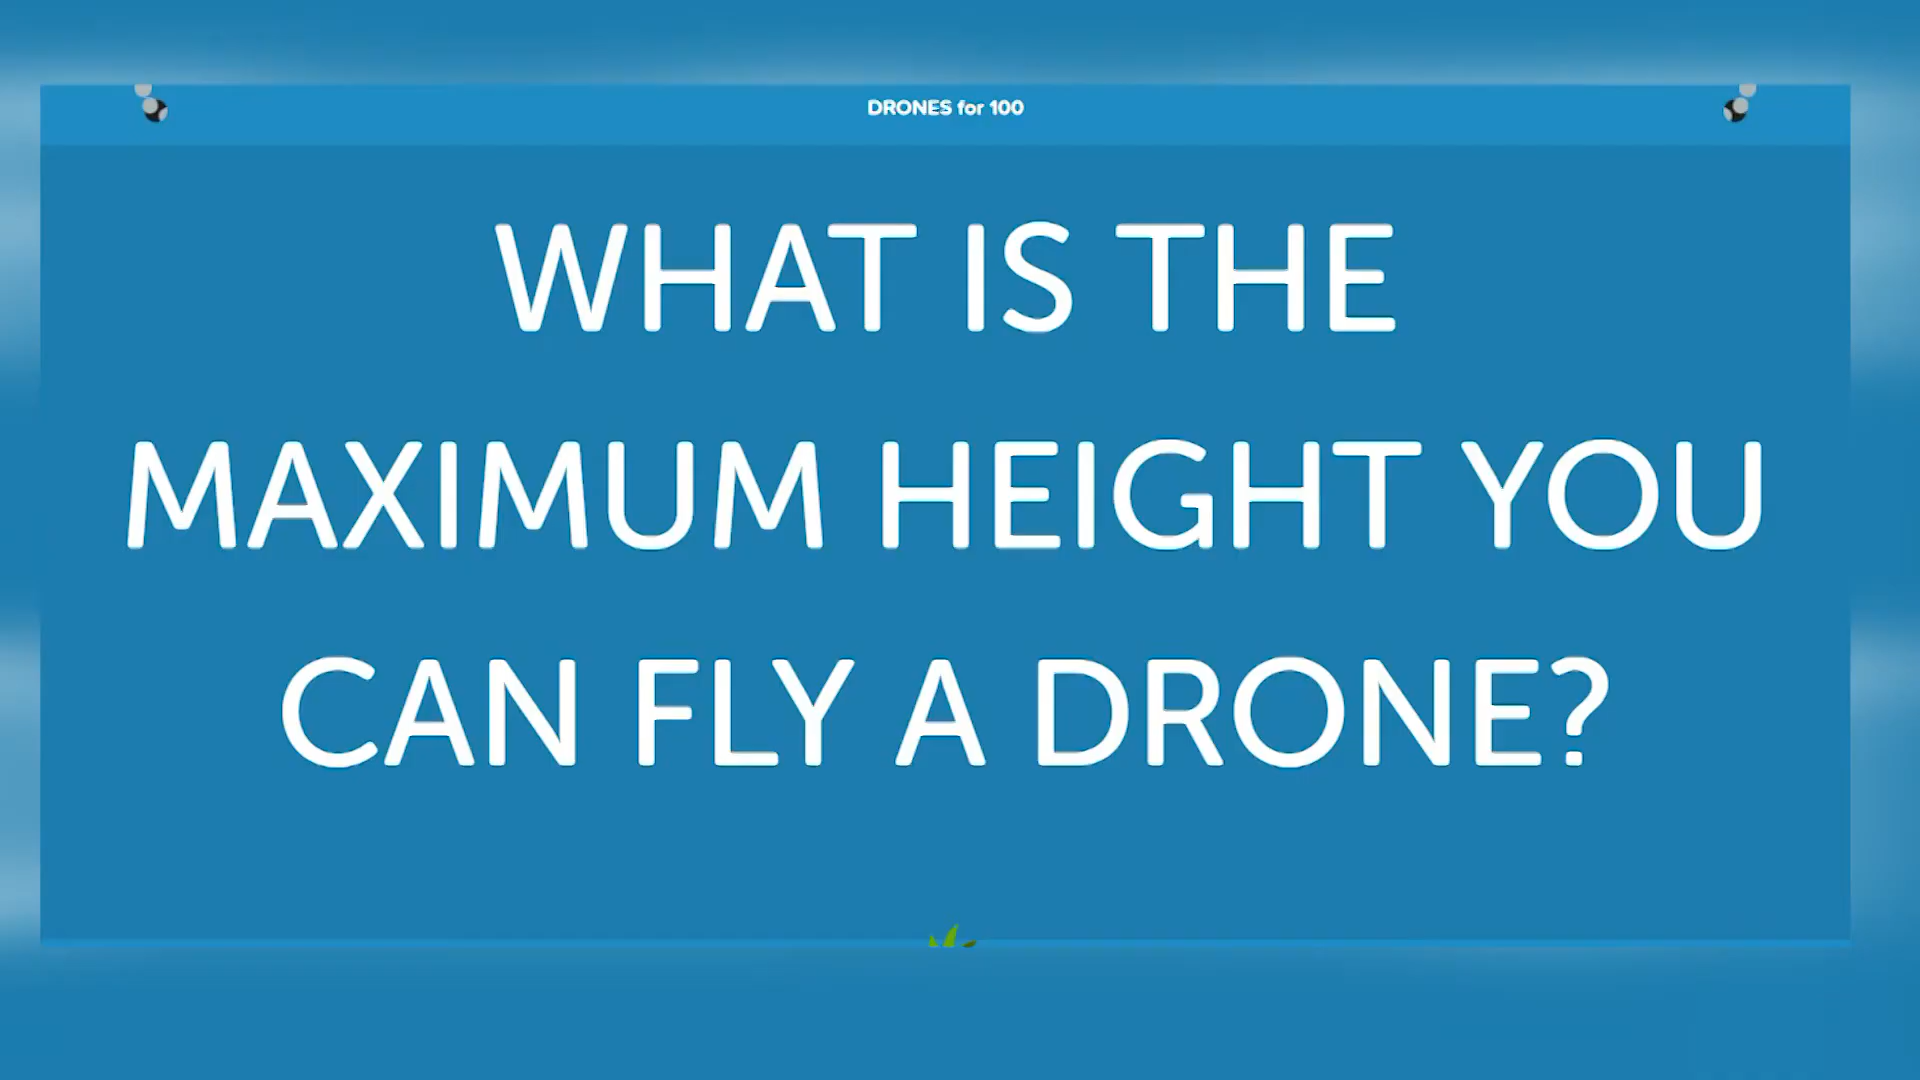 DRONES for 100
WHAT IS THE
MAXIMUM HEIGHT YOU
CAN FLY A DRONE?